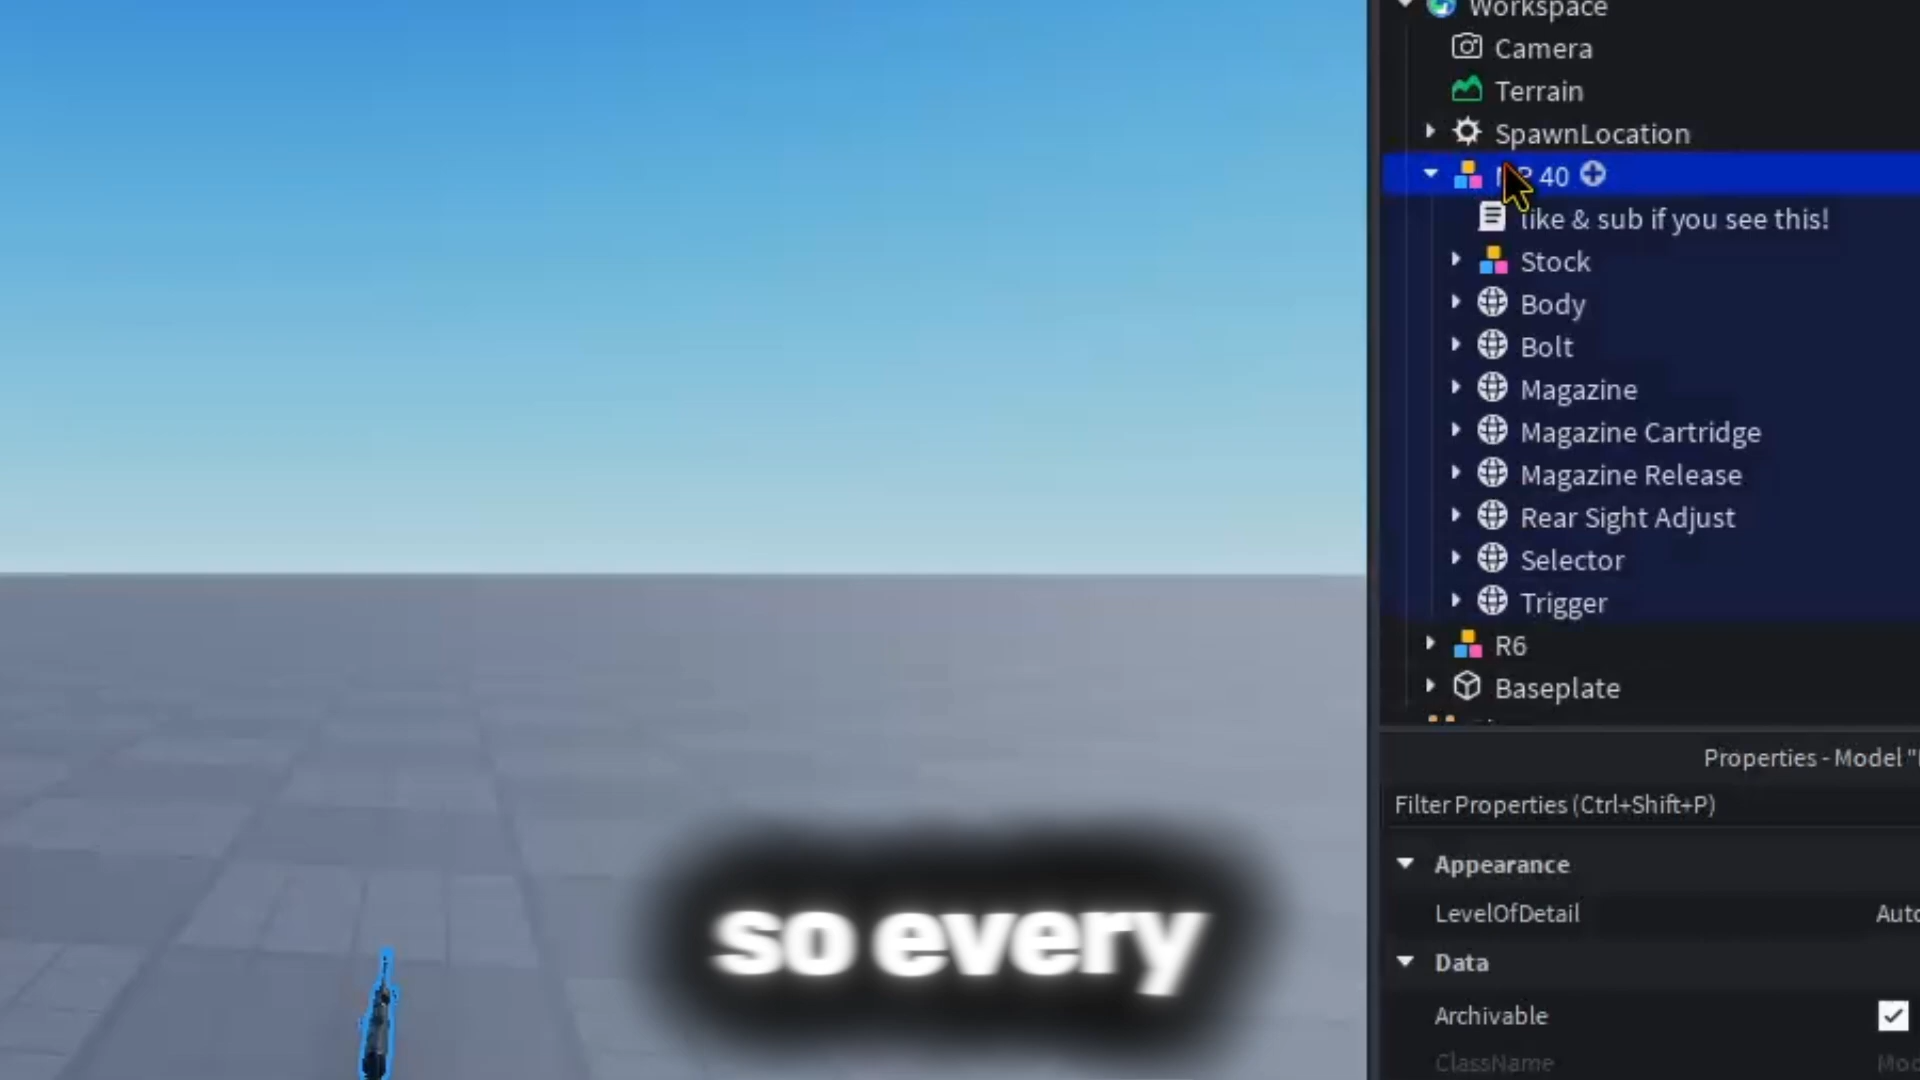 Workspace
Camera
Terrain
SpawnLocation
40
like & sub if you see this!
Stock
Body
Bolt
Magazine
Magazine Cartridge
Magazine Release
Rear Sight Adjust
Selector
Trigger
R6
Baseplate
Properties - Model "
Filter Properties (Ctrl+Shift+P)
Appearance
LevelOfDetail
Data
Archivable
ClassName
so every